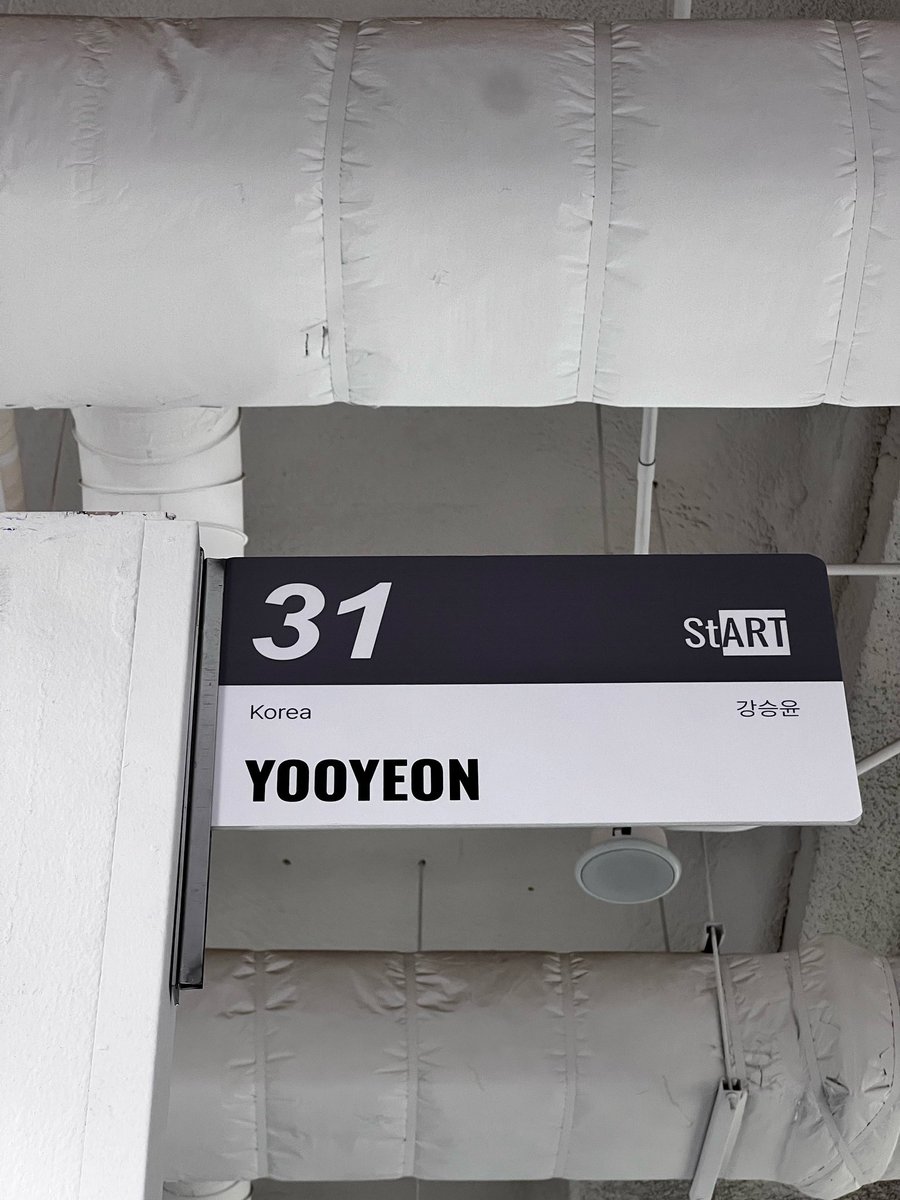 31
StART
Korea
강승윤
YOOYEON